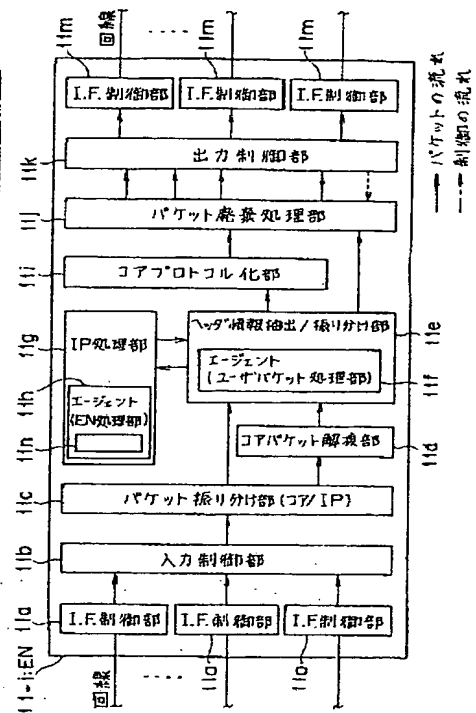 11-1:EN
回線
11a
I.F.制御部
I.F.制御部
11a
I.F.制御部
11a
11b
入力制御部
11c
パケット振り分け部(コア/IP)
コアパケット解読部
11d
11g
IP処理部
11h
エージェント
(EN処理部)
11n
ヘッダ情報抽出/振り分け部
11e
エージェント
(ユーザパケット処理部)
11f
11i
コアプロトコル化部
11j
パケット廃棄処理部
11k
出力制御部
回線
11m
I.F.制御部
11m
I.F.制御部
11m
I.F.制御部
パケットの流れ
制御の流れ